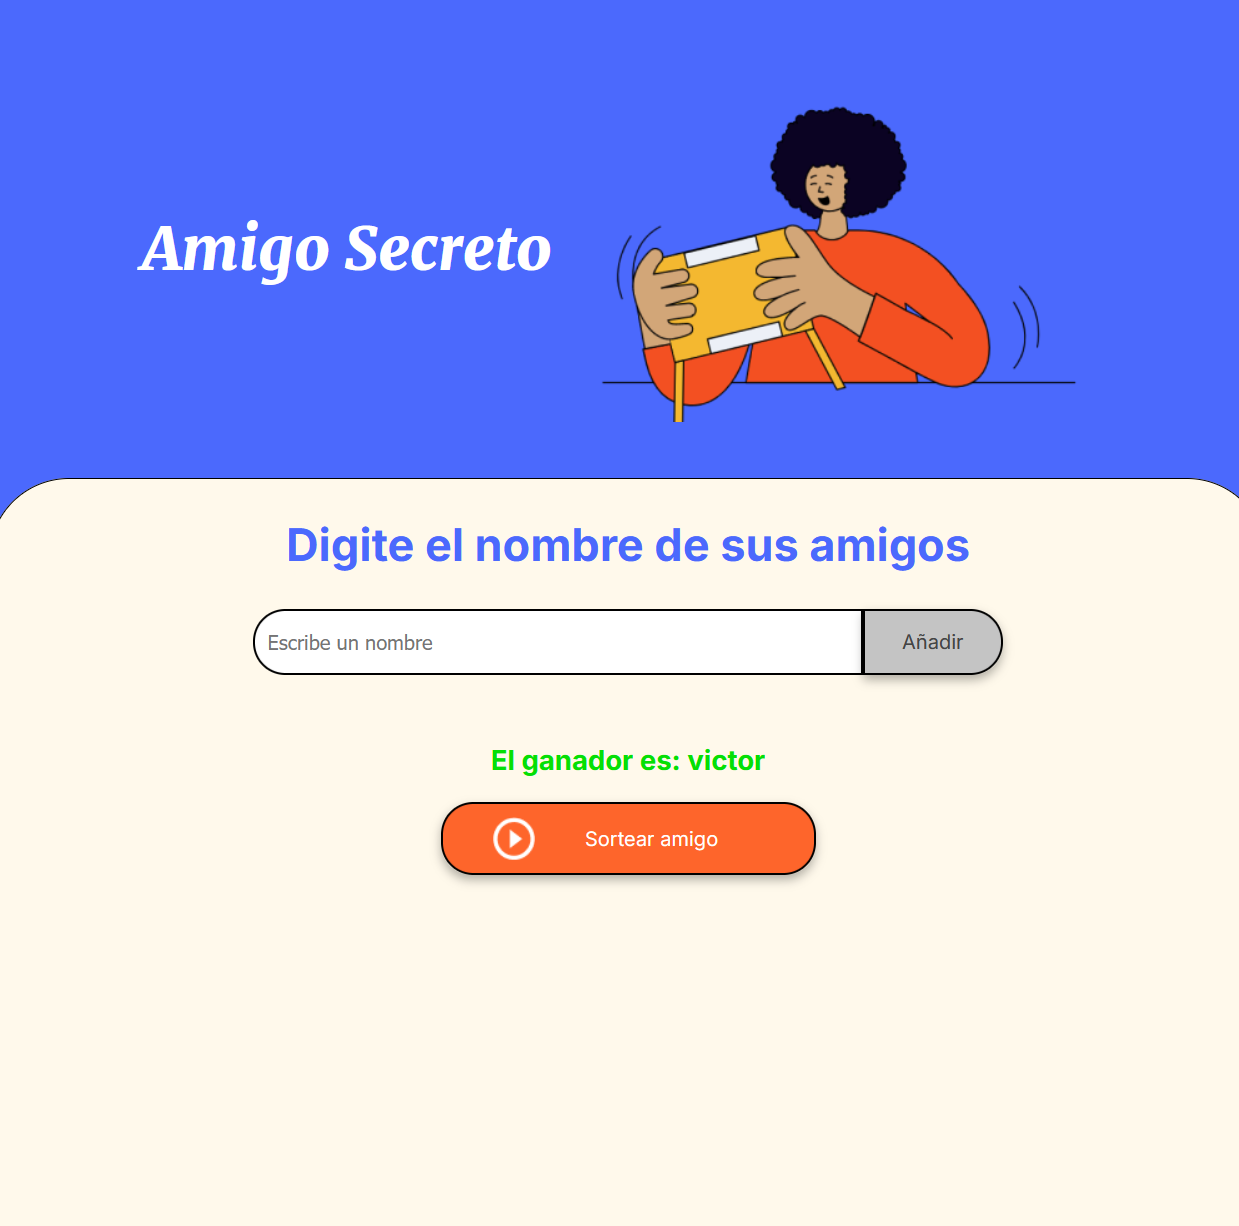 Amigo Secreto
Digite el nombre de sus amigos
Escribe un nombre
Añadir
El ganador es: victor
Sortear amigo